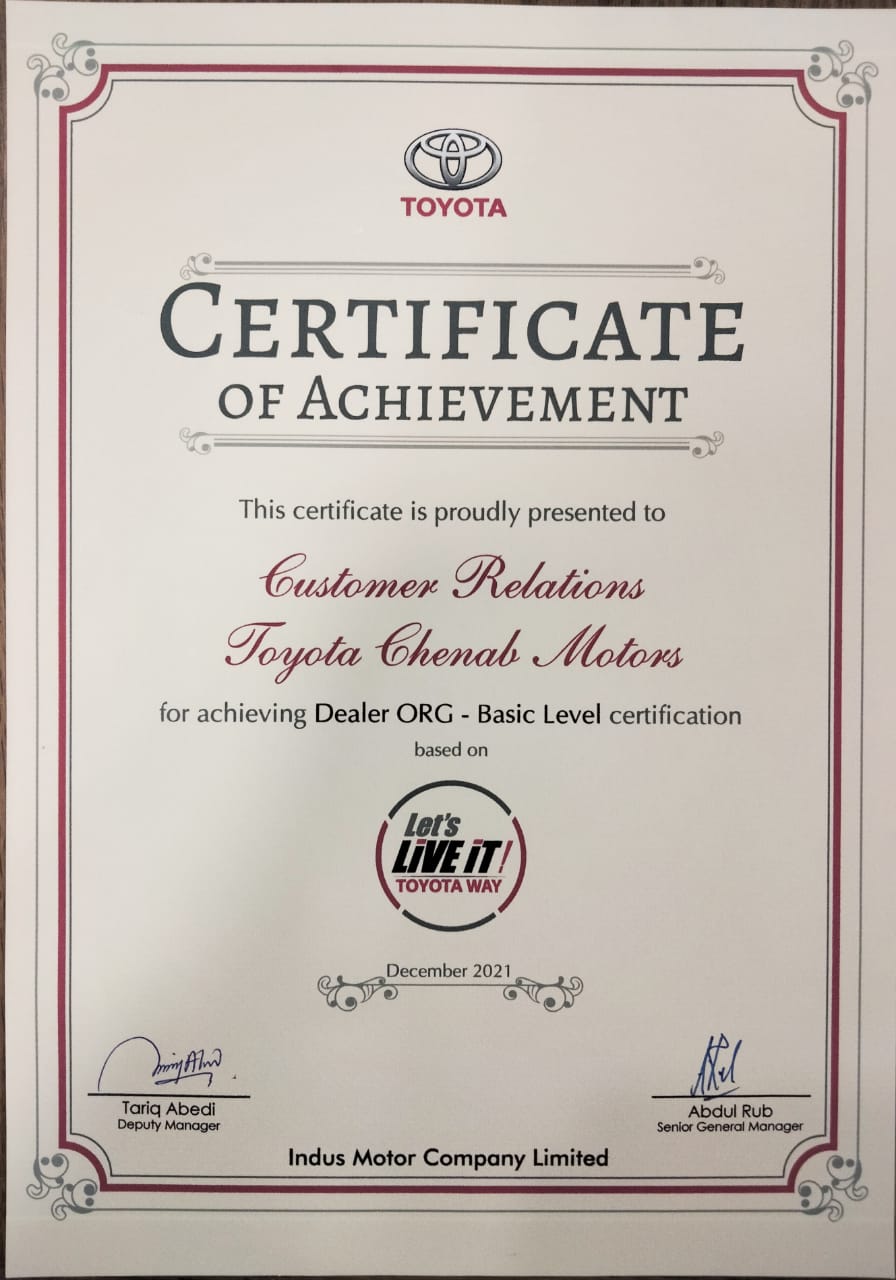 TOYOTA
CERTIFICATE
OF ACHIEVEMENT
This certificate is proudly presented to
Customer Relations
Toyota Chenab Motors
for achieving Dealer ORG - Basic Level certification
based on
Let's
LiVE iT!
TOYOTA WAY
December 2021
Tariq Abedi
Deputy Manager
Abdul Rub
Senior General Manager
Indus Motor Company Limited